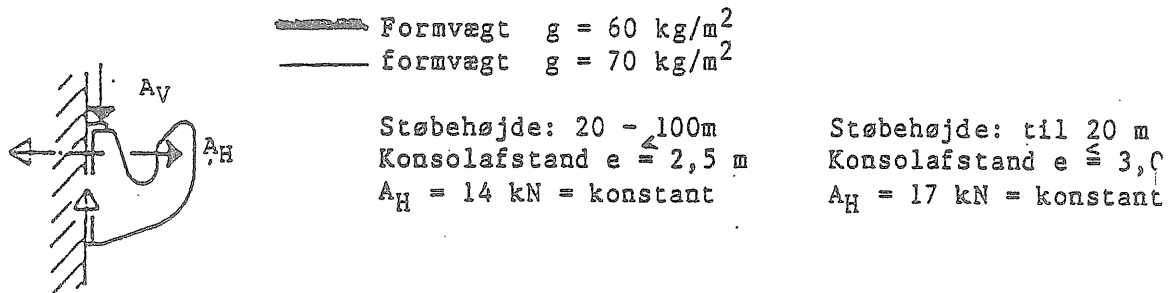 Formvægt g = 60 kg/m²
formvægt g = 70 kg/m²
A_V
A_H
Støbehøjde: 20 - 100m
Konsolafstand e ≦ 2,5 m
A_H = 14 kN = konstant
Støbehøjde: til 20 m
Konsolafstand e ≦ 3,0
A_H = 17 kN = konstant